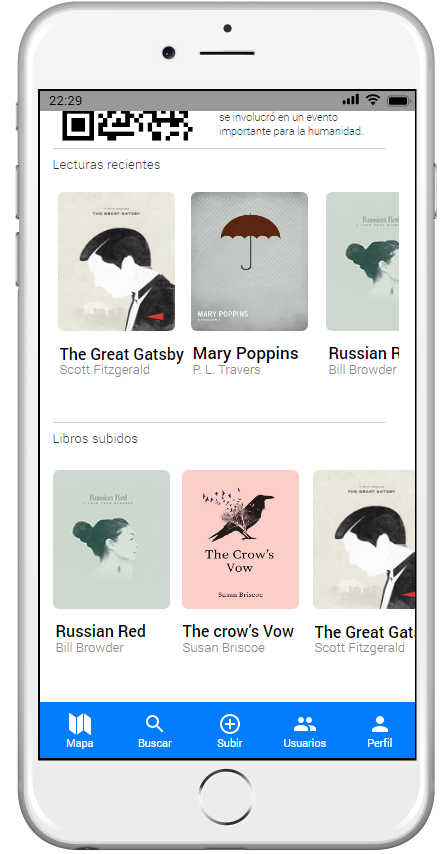 22:29
se involucró en un evento
importante para la humanidad.
Lecturas recientes
THE GREAT GATSBY
MARY POPPINS
Russian Red
The Great Gatsby
Mary Poppins
Russian R
Scott Fitzgerald
P. L. Travers
Bill Browder
Libros subidos
Russian Red
The Crow's
Vow
Susan Briscoe
THE GREAT GATSBY
Russian Red
The crow's Vow
The Great Gats
Bill Browder
Susan Briscoe
Scott Fitzgerald
Mapa
Buscar
Subir
Usuarios
Perfil